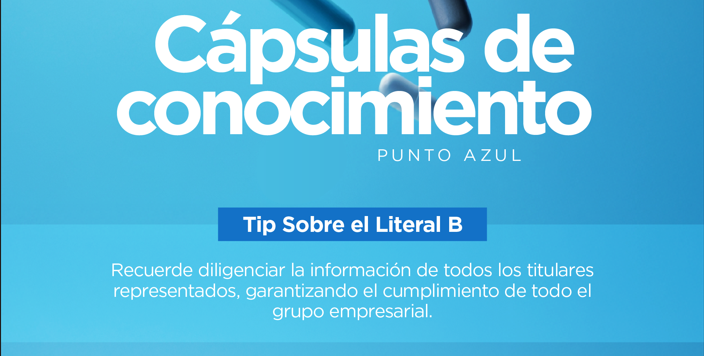 Cápsulas de
conocimiento
PUNTO AZUL
Tip Sobre el Literal B
Recuerde diligenciar la información de todos los titulares
representados, garantizando el cumplimiento de todo el
grupo empresarial.